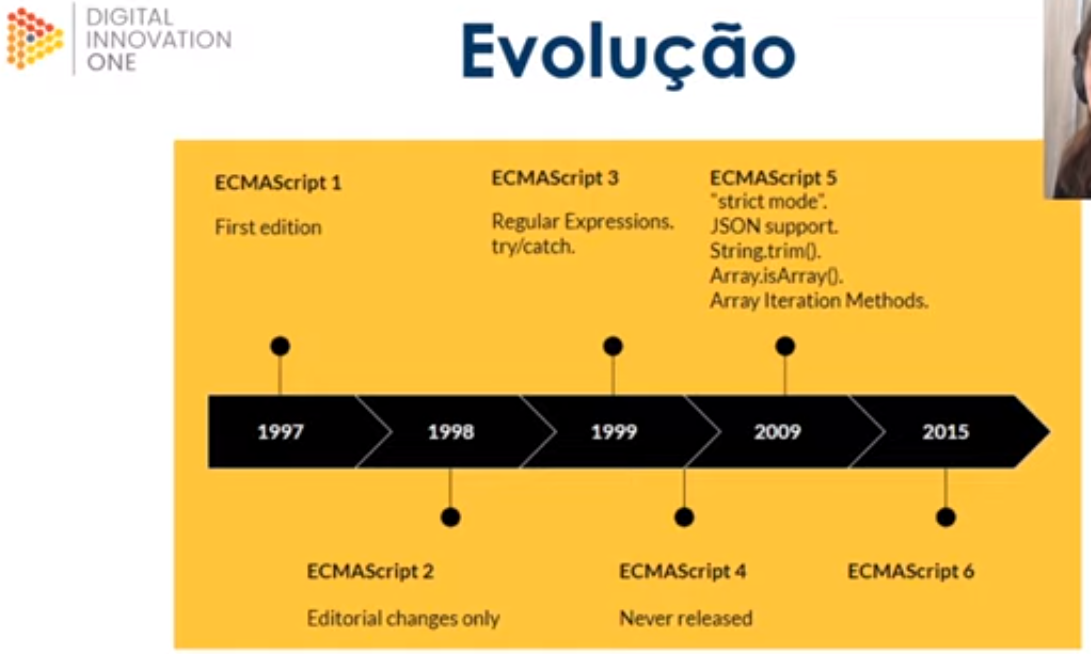 DIGITAL
INNOVATION
ONE
Evolução
ECMAScript 1
First edition
ECMAScript 3
Regular Expressions.
try/catch.
ECMAScript 5
"strict mode".
JSON support.
String.trim().
Array.isArray().
Array Iteration Methods.
1997
1998
1999
2009
2015
ECMAScript 2
Editorial changes only
ECMAScript 4
Never released
ECMAScript 6